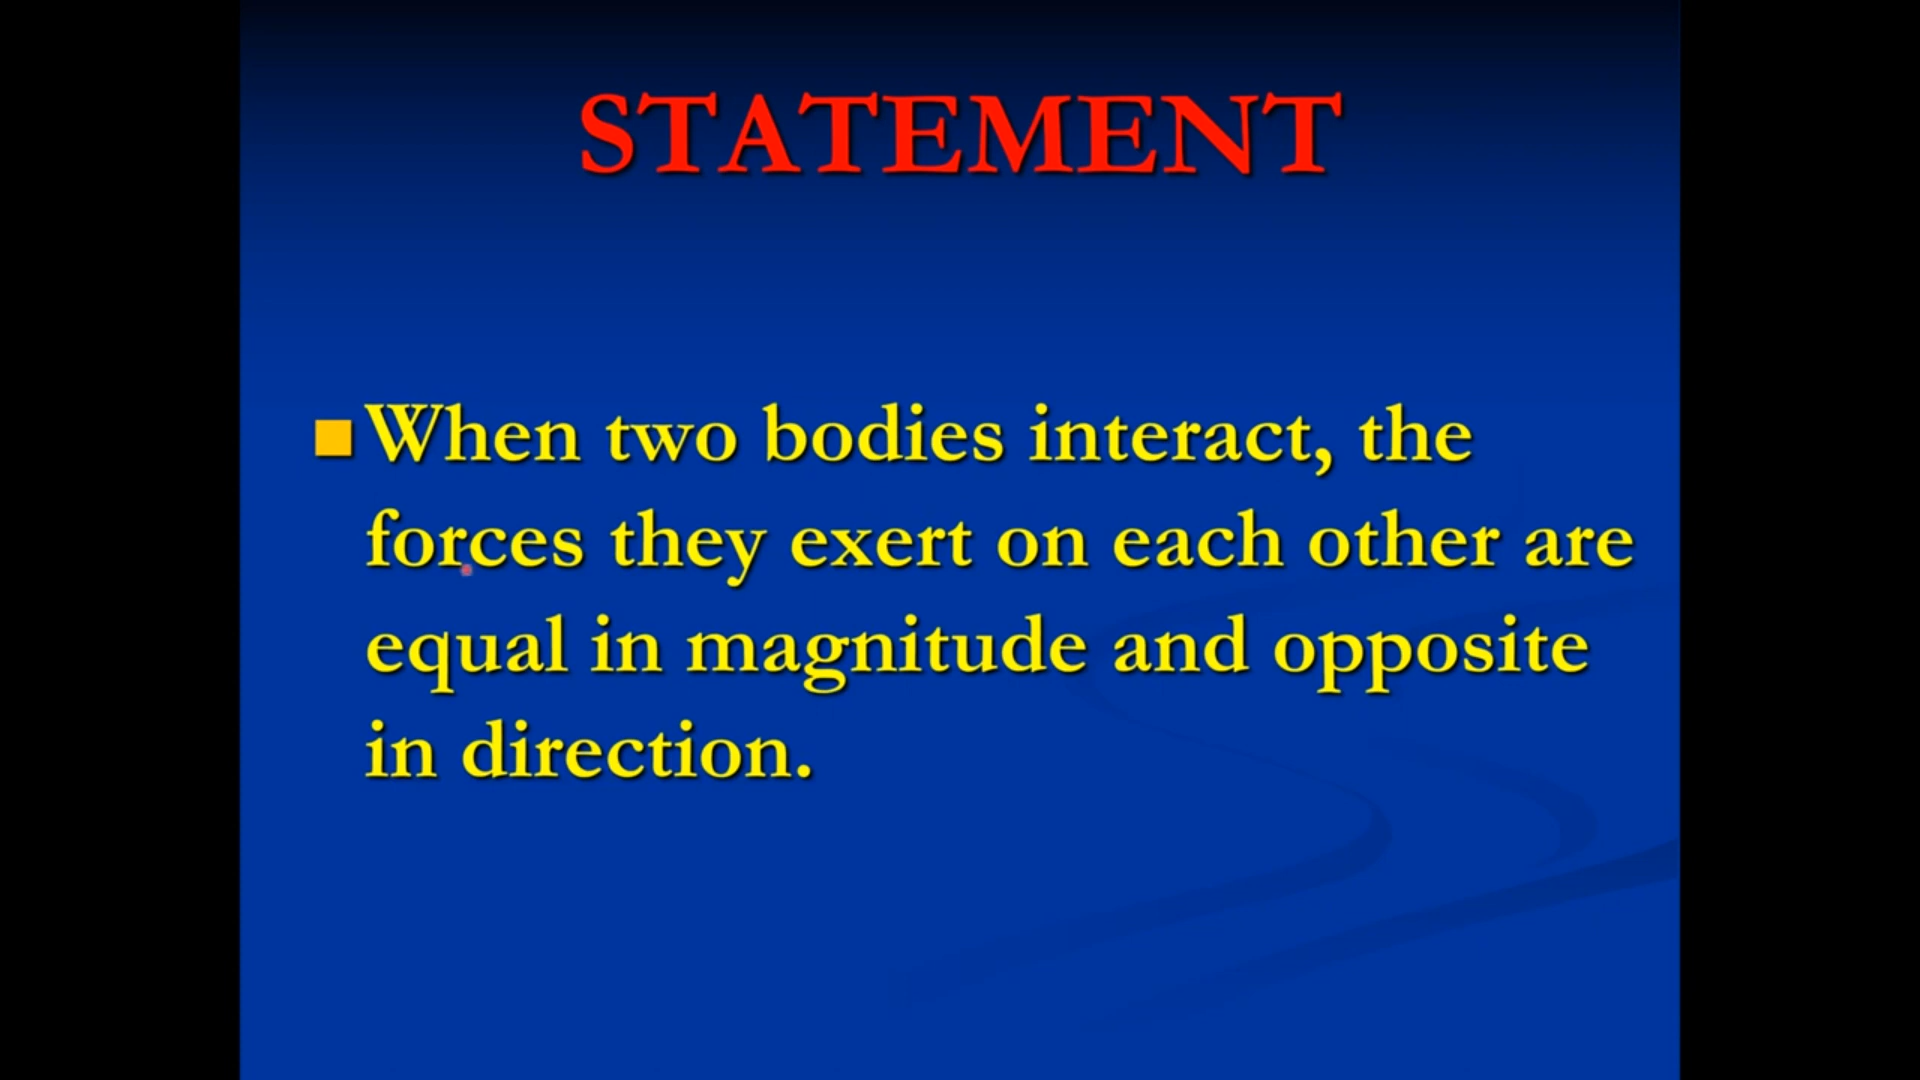 STATEMENT
When two bodies interact, the
forces they exert on each other are
equal in magnitude and opposite
in direction.